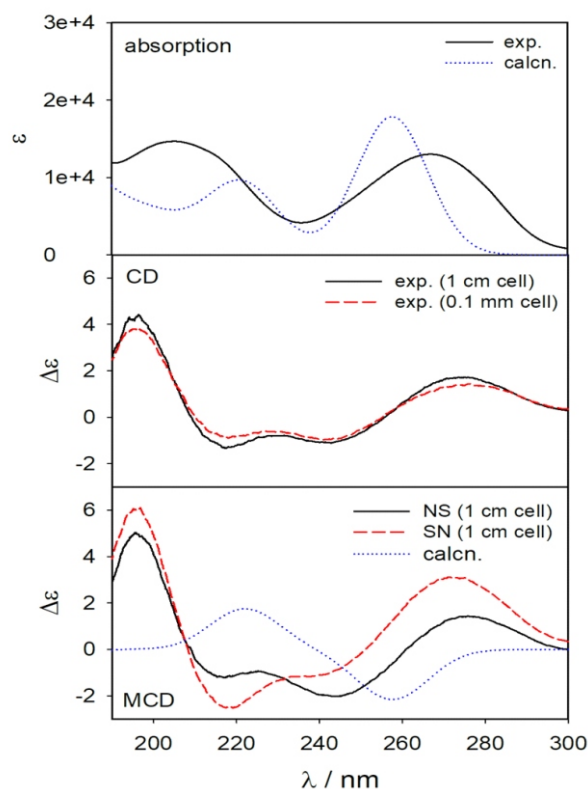 3e+4
absorption
exp.
calcn.
2e+4
ε
1e+4
0
CD
6
exp. (1 cm cell)
exp. (0.1 mm cell)
4
Δε
2
0
-2
6
NS (1 cm cell)
SN (1 cm cell)
4
calcn.
Δε
2
0
-2
MCD
200 220 240 260 280 300
λ / nm